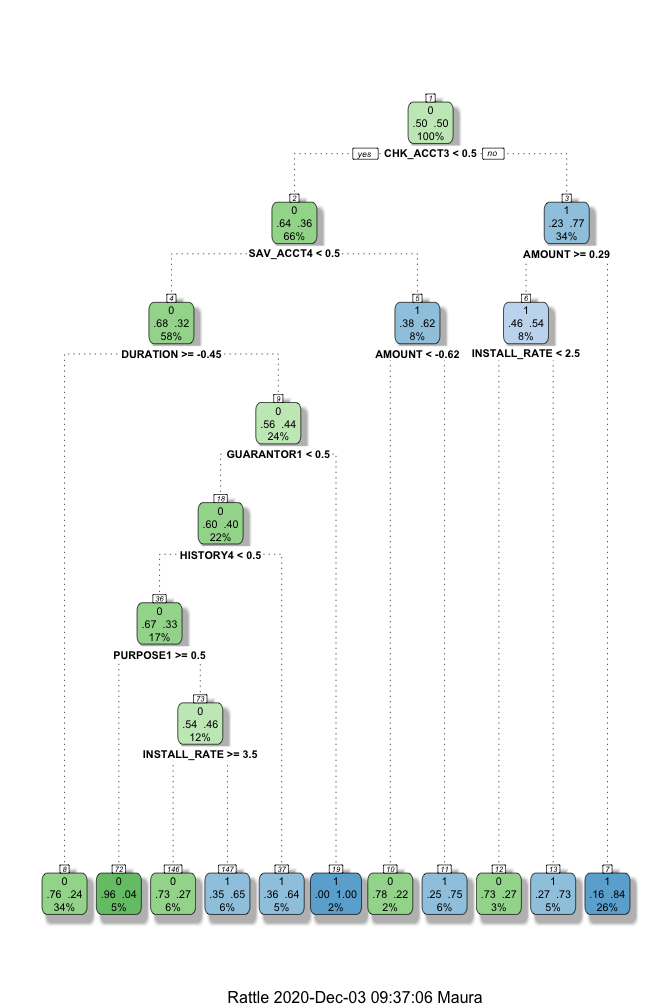 1
0
.50 .50
100%
yes CHK_ACCT3 < 0.5 no
2 3
0 1
.64 .36 .23 .77
66% 34%
SAV_ACCT4 < 0.5 AMOUNT >= 0.29
4 5 6
0 1 1
.68 .32 .38 .62 .46 .54
58% 8% 8%
DURATION >= -0.45 AMOUNT < -0.62 INSTALL_RATE < 2.5
9
0
.56 .44
24%
GUARANTOR1 < 0.5
18
0
.60 .40
22%
HISTORY4 < 0.5
36
0
.67 .33
17%
PURPOSE1 >= 0.5
73
0
.54 .46
12%
INSTALL_RATE >= 3.5
8 72 146 147 37 19 10 11 12 13 7
0 0 0 1 1 1 0 1 0 1 1
.76 .24 .96 .04 .73 .27 .35 .65 .36 .64 .00 1.00 .78 .22 .25 .75 .73 .27 .27 .73 .16 .84
34% 5% 6% 6% 5% 2% 2% 6% 3% 5% 26%
Rattle 2020-Dec-03 09:37:06 Maura